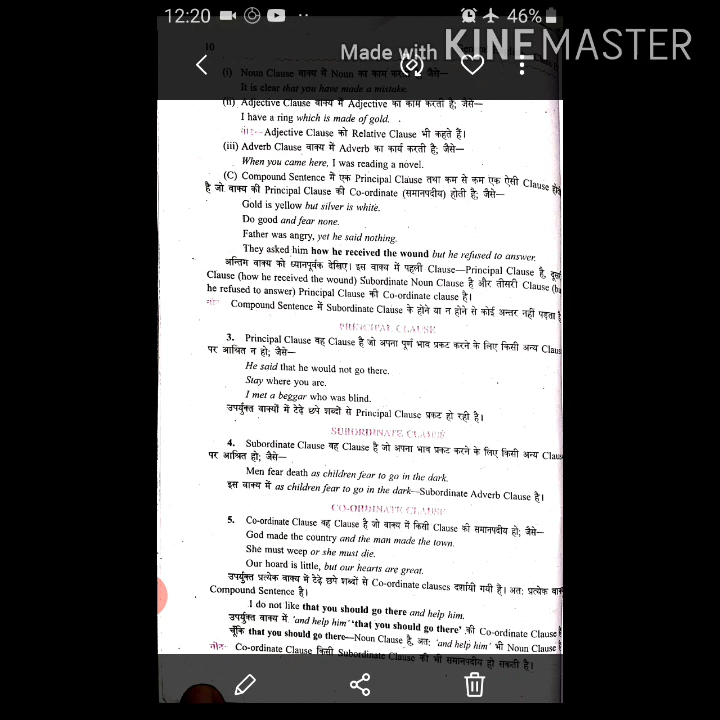 12:20
46%
Made with KINEMASTER
10
(i) Noun Clause वाक्य में Noun का काम करती है; जैसे—
It is clear that you have made a mistake.
(ii) Adjective Clause वाक्य में Adjective का काम करती है; जैसे—
I have a ring which is made of gold.
नोट:– Adjective Clause को Relative Clause भी कहते हैं।
(iii) Adverb Clause वाक्य में Adverb का कार्य करती है; जैसे—
When you came here, I was reading a novel.
(C) Compound Sentence में एक Principal Clause तथा कम से कम एक ऐसी Clause
है जो वाक्य की Principal Clause की Co-ordinate (समानपदीय) होती है; जैसे—
Gold is yellow but silver is white.
Do good and fear none.
Father was angry, yet he said nothing.
They asked him how he received the wound but he refused to answer.
अन्तिम वाक्य को ध्यानपूर्वक देखिए। इस वाक्य में पहली Clause—Principal Clause है,
Clause (how he received the wound) Subordinate Noun Clause है और तीसरी Clause
he refused to answer) Principal Clause की Co-ordinate clause है।
नोट– Compound Sentence में Subordinate Clause के होने या न होने से कोई अन्तर नहीं पड़ता है
PRINCIPAL CLAUSE
3. Principal Clause वह Clause है जो अपना पूर्ण भाव प्रकट करने के लिए किसी अन्य
पर आश्रित न हो; जैसे—
He said that he would not go there.
Stay where you are.
I met a beggar who was blind.
उपर्युक्त वाक्यों में टेढ़े छपे शब्दों से Principal Clause प्रकट हो रही है।
SUBORDINATE CLAUSE
4. Subordinate Clause वह Clause है जो अपना भाव प्रकट करने के लिए किसी अन्य
पर आश्रित हो; जैसे—
Men fear death as children fear to go in the dark.
इस वाक्य में as children fear to go in the dark—Subordinate Adverb Clause है।
CO-ORDINATE CLAUSE
5. Co-ordinate Clause वह Clause है जो वाक्य में किसी Clause की समानपदीय हो; जैसे—
God made the country and the man made the town.
She must weep or she must die.
Our hoard is little, but our hearts are great.
उपर्युक्त प्रत्येक वाक्य में टेढ़े छपे शब्दों से Co-ordinate clauses दर्शायी गयी है। अतः प्रत्येक
Compound Sentence है।
I do not like that you should go there and help him.
उपर्युक्त वाक्य में 'and help him' 'that you should go there' की Co-ordinate Clause है
चूँकि that you should go there—Noun Clause है, अतः 'and help him' भी Noun Clause है
नोट– Co-ordinate Clause किसी Subordinate Clause की भी समानपदीय हो सकती है।